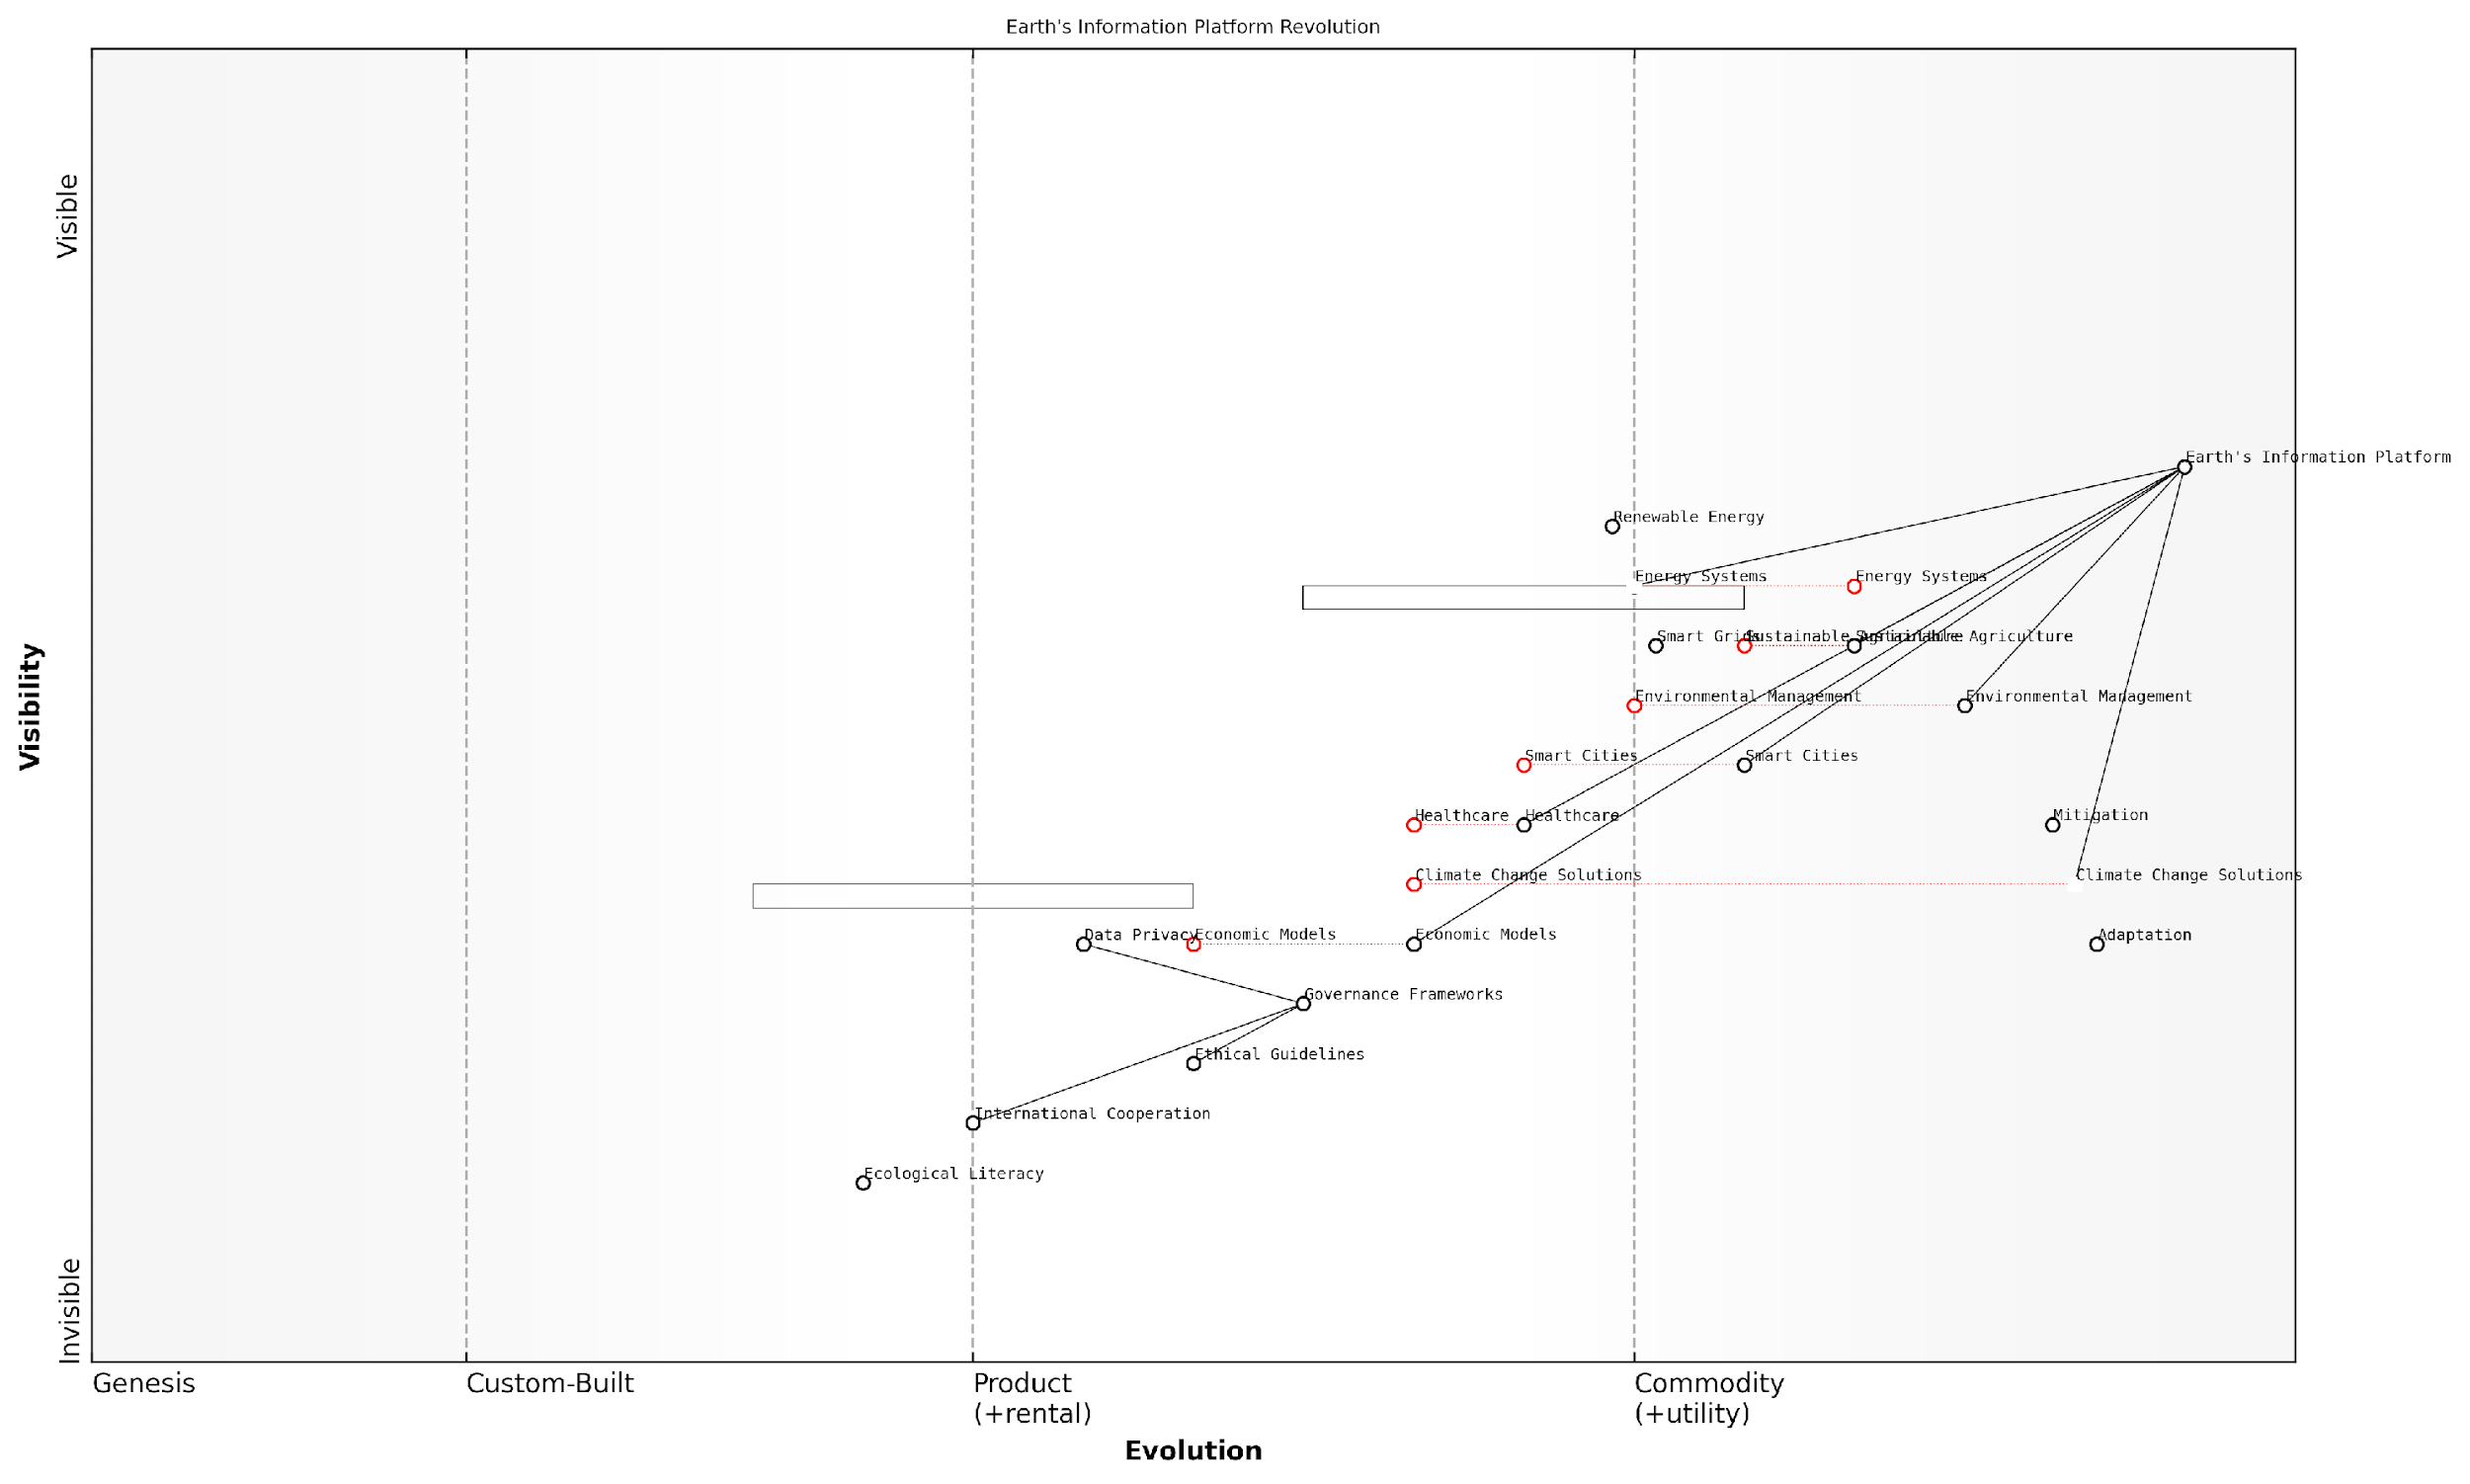 Earth's Information Platform Revolution
Visible
Visibility
Invisible
Earth's Information Platform
Renewable Energy
Energy Systems
Energy Systems
Smart Grids
Sustainable Agriculture
Sustainable Agriculture
Environmental Management
Environmental Management
Smart Cities
Smart Cities
Healthcare
Healthcare
Mitigation
Climate Change Solutions
Climate Change Solutions
Data Privacy
Economic Models
Economic Models
Adaptation
Governance Frameworks
Ethical Guidelines
International Cooperation
Ecological Literacy
Genesis
Custom-Built
Product
(+rental)
Commodity
(+utility)
Evolution